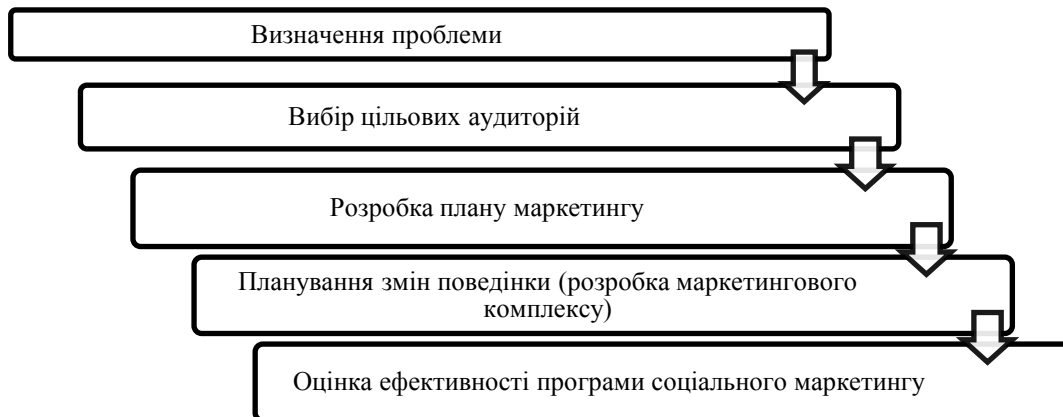 Визначення проблеми
Вибір цільових аудиторій
Розробка плану маркетингу
Планування змін поведінки (розробка маркетингового
комплексу)
Оцінка ефективності програми соціального маркетингу